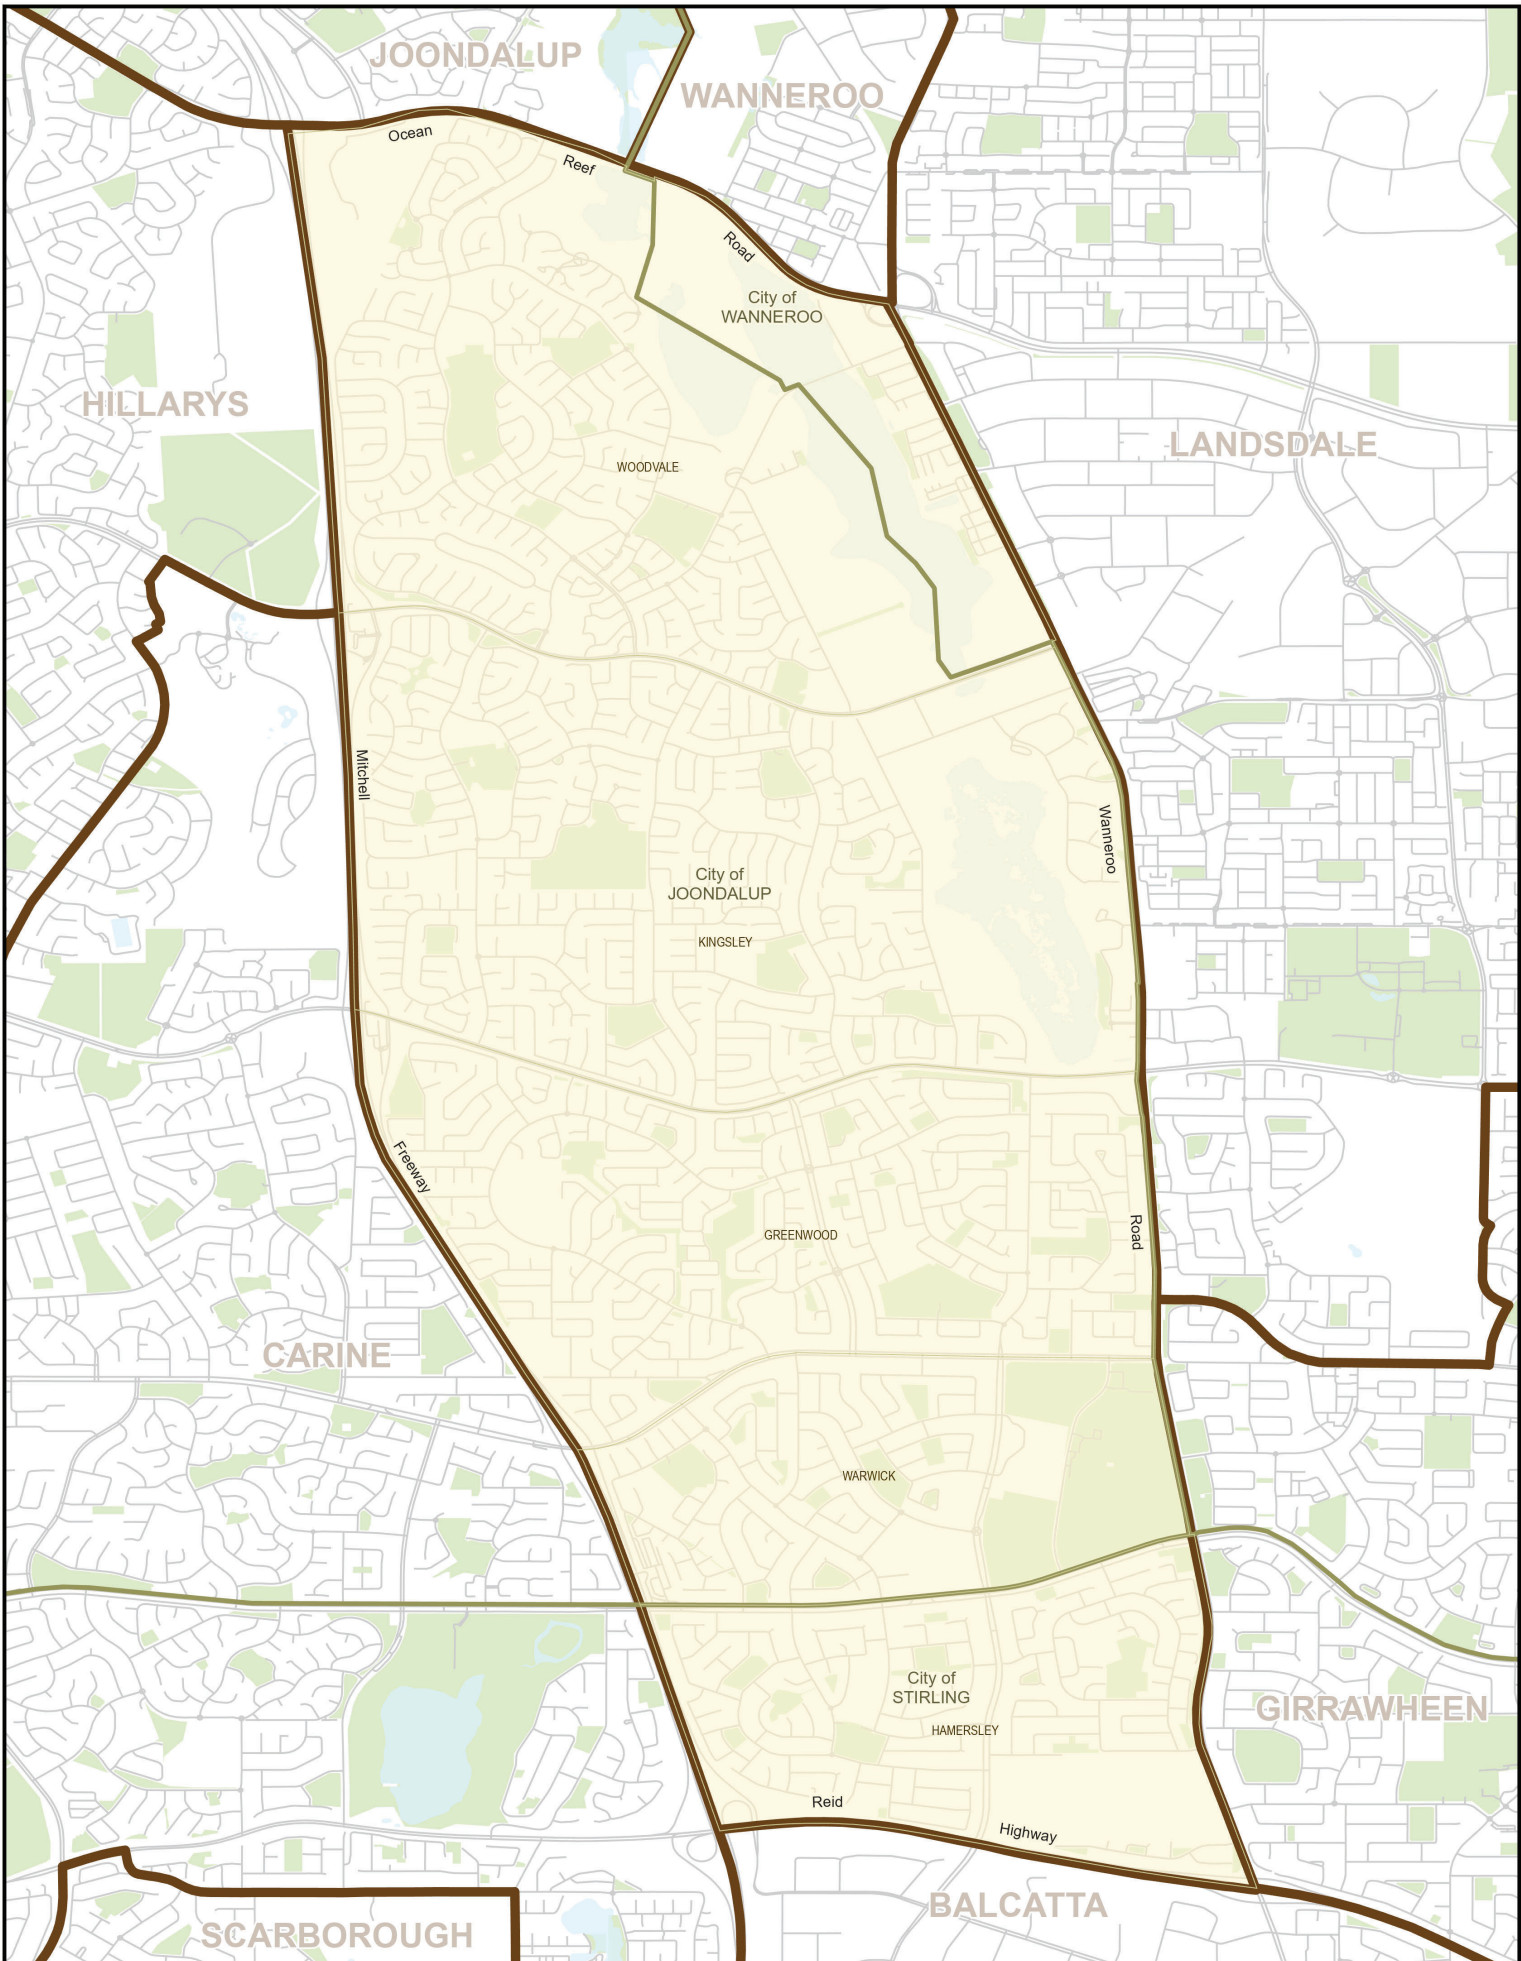 JOONDALUP
WANNEROO
Ocean
Reef
Road
City of
WANNEROO
HILLARYS
LANDSDALE
WOODVALE
Mitchell
Wanneroo
City of
JOONDALUP
KINGSLEY
Freeway
Road
GREENWOOD
CARINE
WARWICK
City of
STIRLING
HAMERSLEY
GIRRAWHEEN
Reid
Highway
BALCATTA
SCARBOROUGH